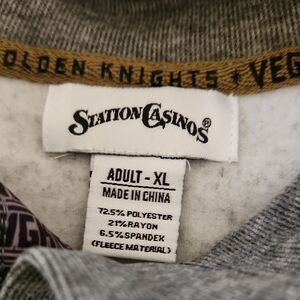 OLDEN KNIGHTS ★ VEG
STATION CASINOS®
ADULT - XL
MADE IN CHINA
72.5% POLYESTER
21% RAYON
6.5% SPANDEX
(FLEECE MATERIAL)